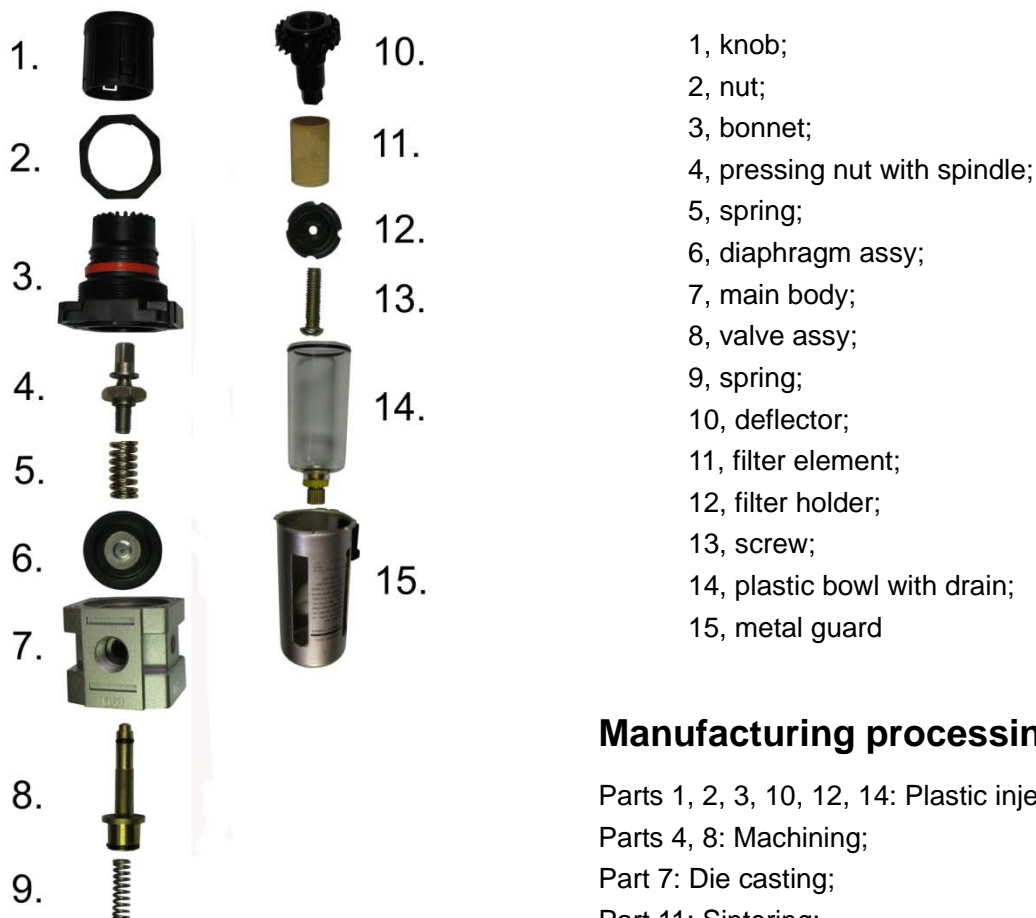 1.
2.
3.
4.
5.
6.
7.
8.
9.
10.
11.
12.
13.
14.
15.
1, knob;
2, nut;
3, bonnet;
4, pressing nut with spindle;
5, spring;
6, diaphragm assy;
7, main body;
8, valve assy;
9, spring;
10, deflector;
11, filter element;
12, filter holder;
13, screw;
14, plastic bowl with drain;
15, metal guard
Manufacturing processin
Parts 1, 2, 3, 10, 12, 14: Plastic inje
Parts 4, 8: Machining;
Part 7: Die casting;
Part 11: Sintering;